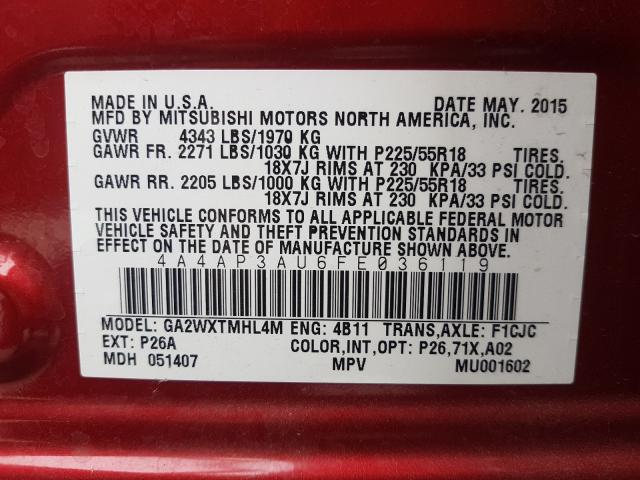 MADE IN U.S.A. DATE MAY. 2015
MFD BY MITSUBISHI MOTORS NORTH AMERICA, INC.
GVWR 4343 LBS/1970 KG
GAWR FR. 2271 LBS/1030 KG WITH P225/55R18 TIRES,
18X7J RIMS AT 230 KPA/33 PSI COLD.
GAWR RR. 2205 LBS/1000 KG WITH P225/55R18 TIRES,
18X7J RIMS AT 230 KPA/33 PSI COLD.
THIS VEHICLE CONFORMS TO ALL APPLICABLE FEDERAL MOTOR
VEHICLE SAFETY AND THEFT PREVENTION STANDARDS IN
EFFECT ON THE DATE OF MANUFACTURE SHOWN ABOVE.
4A4AP3AU6FE036119
MODEL: GA2WXTMHL4M ENG: 4B11 TRANS,AXLE: F1CJC
EXT: P26A COLOR,INT,OPT: P26,71X,A02
MDH 051407 MPV MU001602